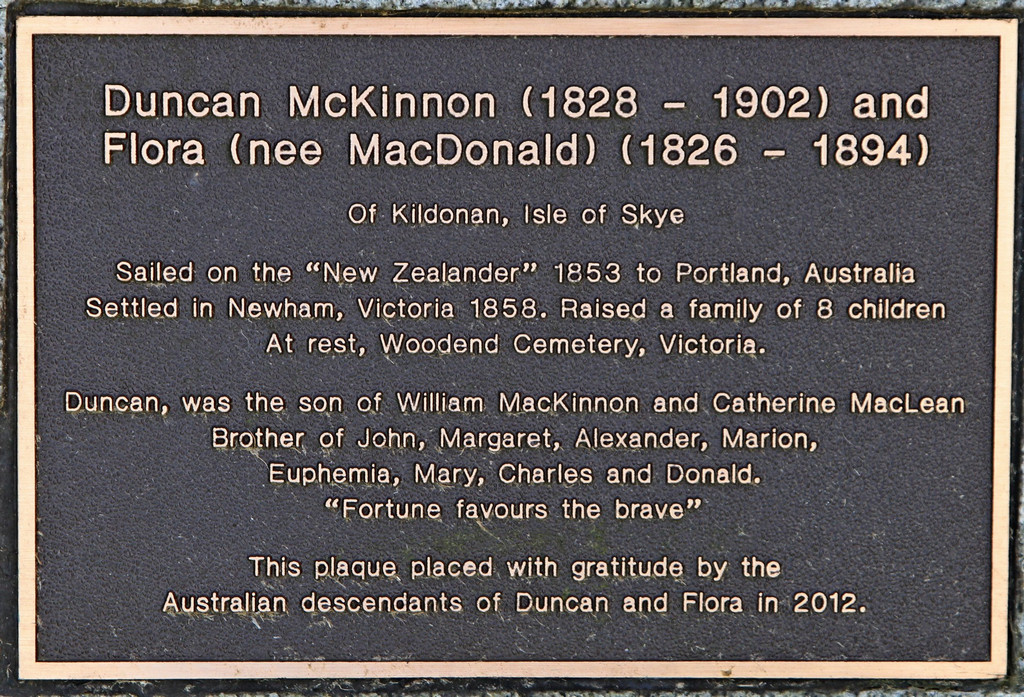 Duncan McKinnon (1828 – 1902) and
Flora (nee MacDonald) (1826 – 1894)
Of Kildonan, Isle of Skye
Sailed on the “New Zealander” 1853 to Portland, Australia
Settled in Newham, Victoria 1858. Raised a family of 8 children
At rest, Woodend Cemetery, Victoria.
Duncan, was the son of William MacKinnon and Catherine MacLean
Brother of John, Margaret, Alexander, Marion,
Euphemia, Mary, Charles and Donald.
“Fortune favours the brave”
This plaque placed with gratitude by the
Australian descendants of Duncan and Flora in 2012.